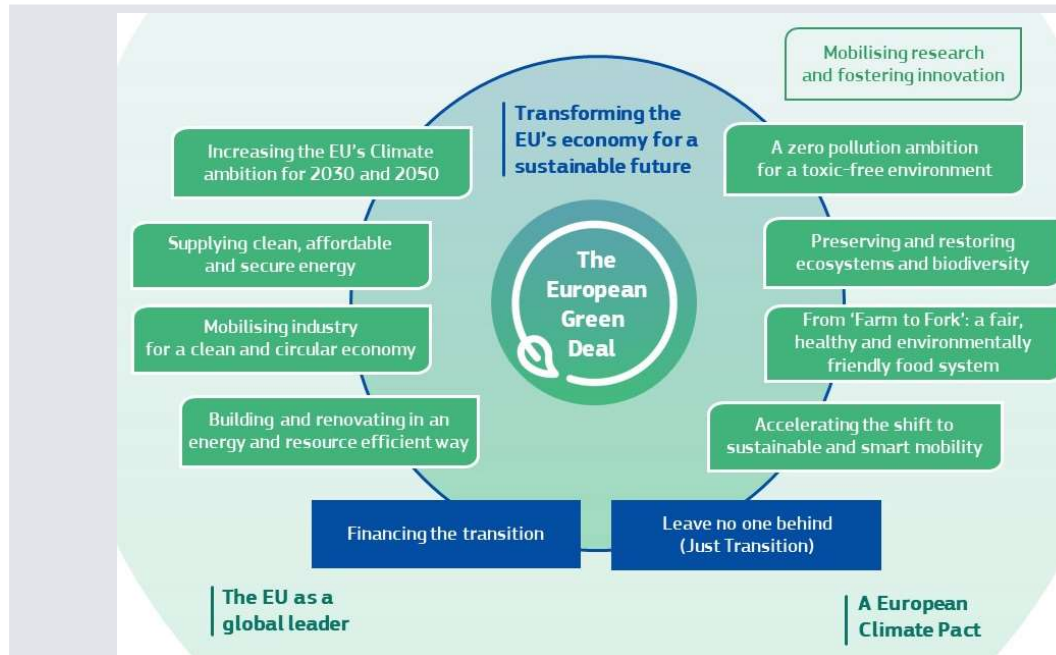 Mobilising research
and fostering innovation
Transforming the
EU's economy for a
sustainable future
Increasing the EU's Climate
ambition for 2030 and 2050
A zero pollution ambition
for a toxic-free environment
Supplying clean, affordable
and secure energy
Preserving and restoring
ecosystems and biodiversity
The
European
Green
Deal
Mobilising industry
for a clean and circular economy
From 'Farm to Fork': a fair,
healthy and environmentally
friendly food system
Building and renovating in an
energy and resource efficient way
Accelerating the shift to
sustainable and smart mobility
Financing the transition
Leave no one behind
(Just Transition)
The EU as a
global leader
A European
Climate Pact